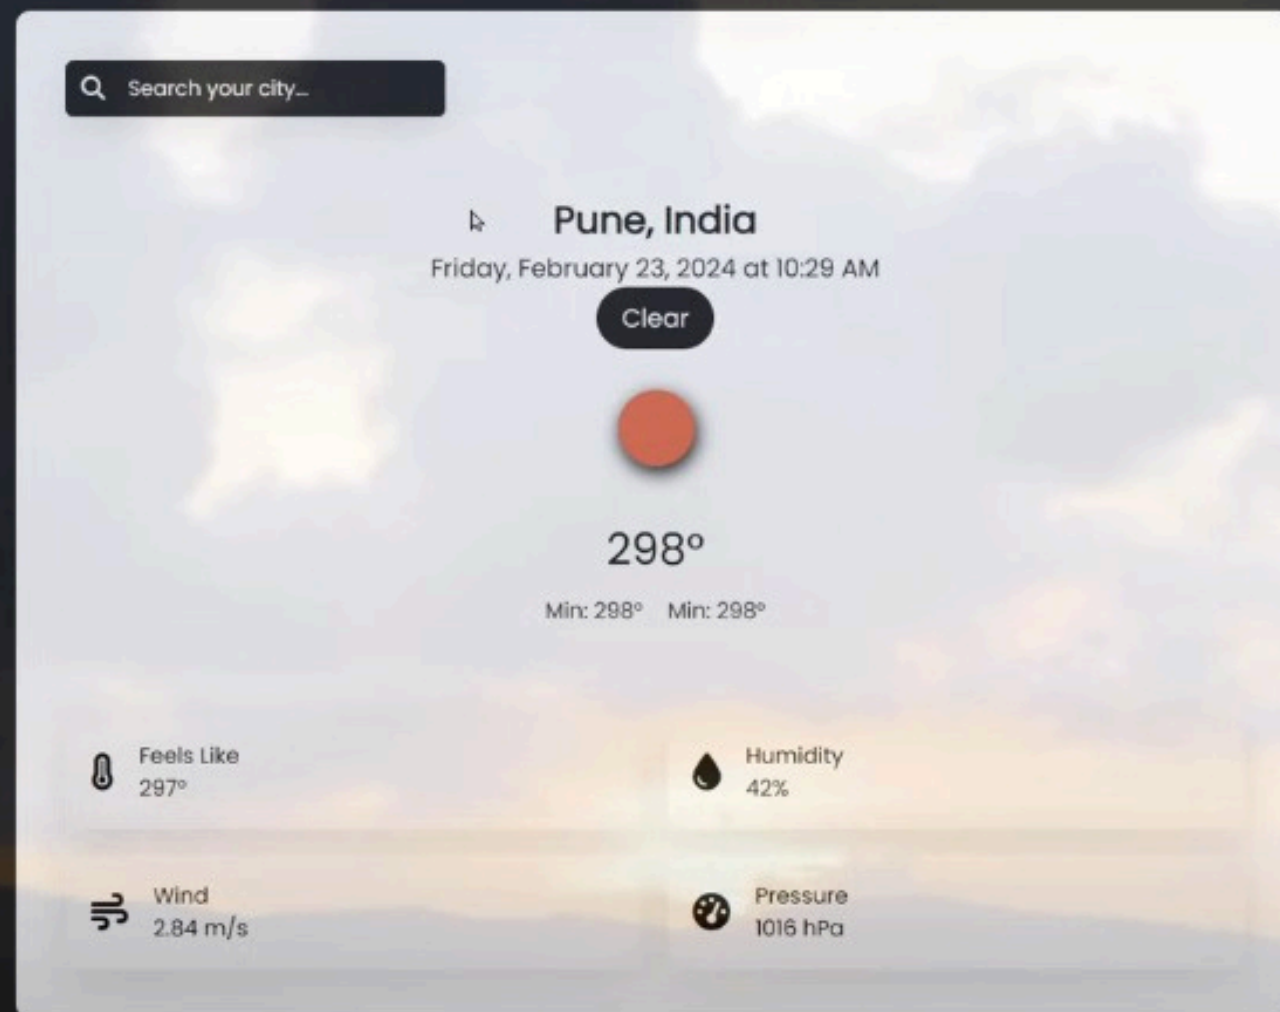 Search your city...
Pune, India
Friday, February 23, 2024 at 10:29 AM
Clear
298°
Min: 298° Min: 298°
Feels Like
297°
Humidity
42%
Wind
2.84 m/s
Pressure
1016 hPa